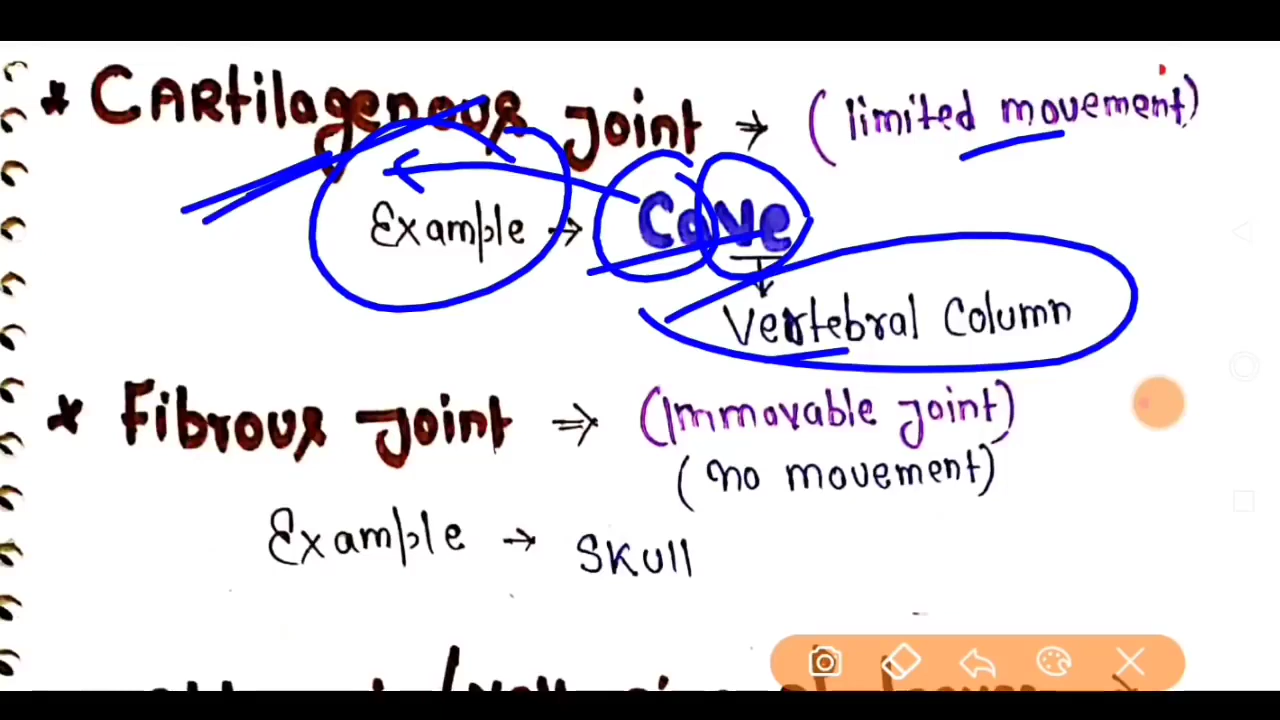 * Cartilagenous joint → (limited movement)
Example → Cave
↓
Vertebral Column
* Fibrous joint ⇒ (Immovable joint)
(no movement)
Example → Skull